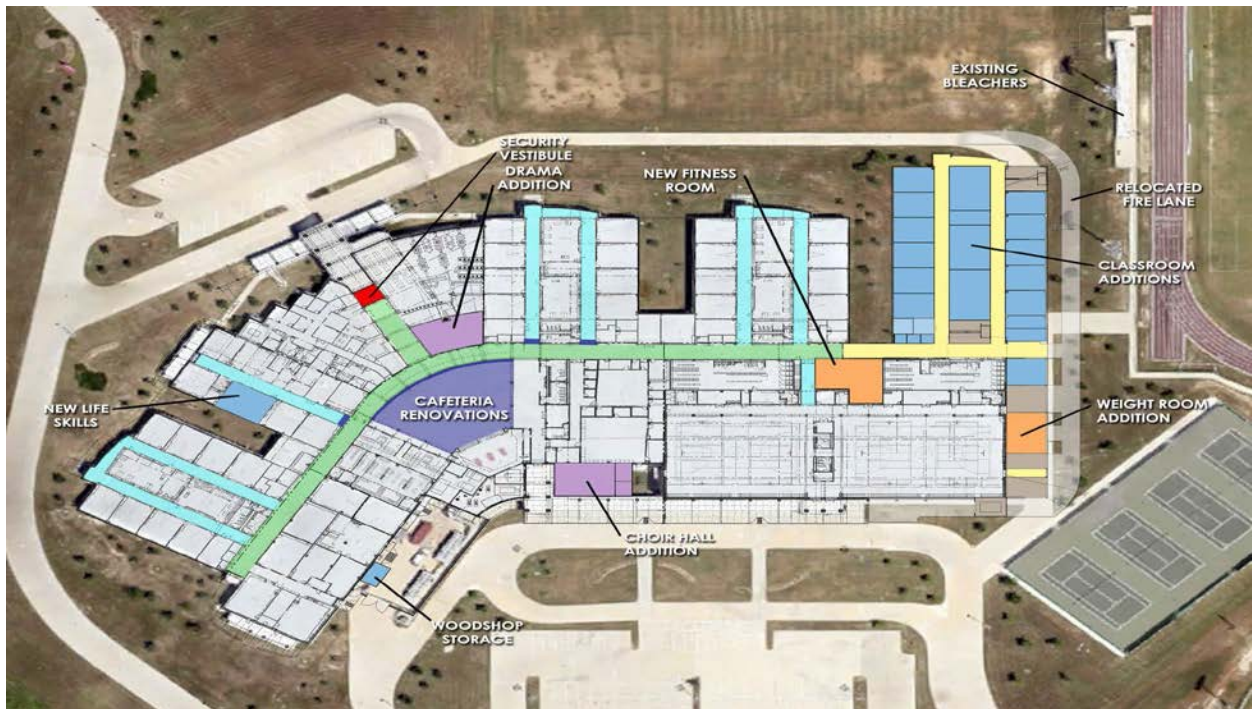 EXISTING
BLEACHERS
SECURITY
VESTIBULE
DRAMA
ADDITION
NEW FITNESS
ROOM
RELOCATED
FIRE LANE
CLASSROOM
ADDITIONS
NEW LIFE
SKILLS
CAFETERIA
RENOVATIONS
WEIGHT ROOM
ADDITION
CHOIR HALL
ADDITION
WOODSHOP
STORAGE